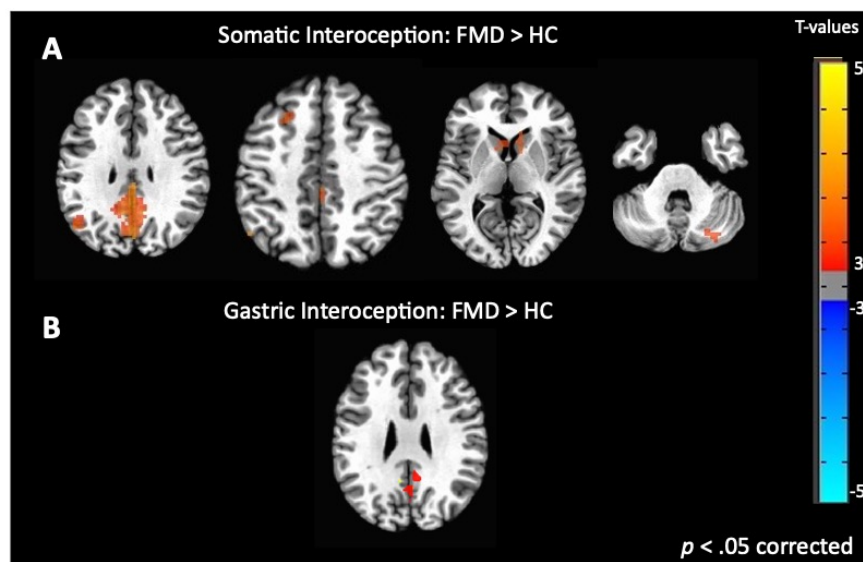 T-values
A
Somatic Interoception: FMD > HC
5
3
-3
B
Gastric Interoception: FMD > HC
-5
p < .05 corrected